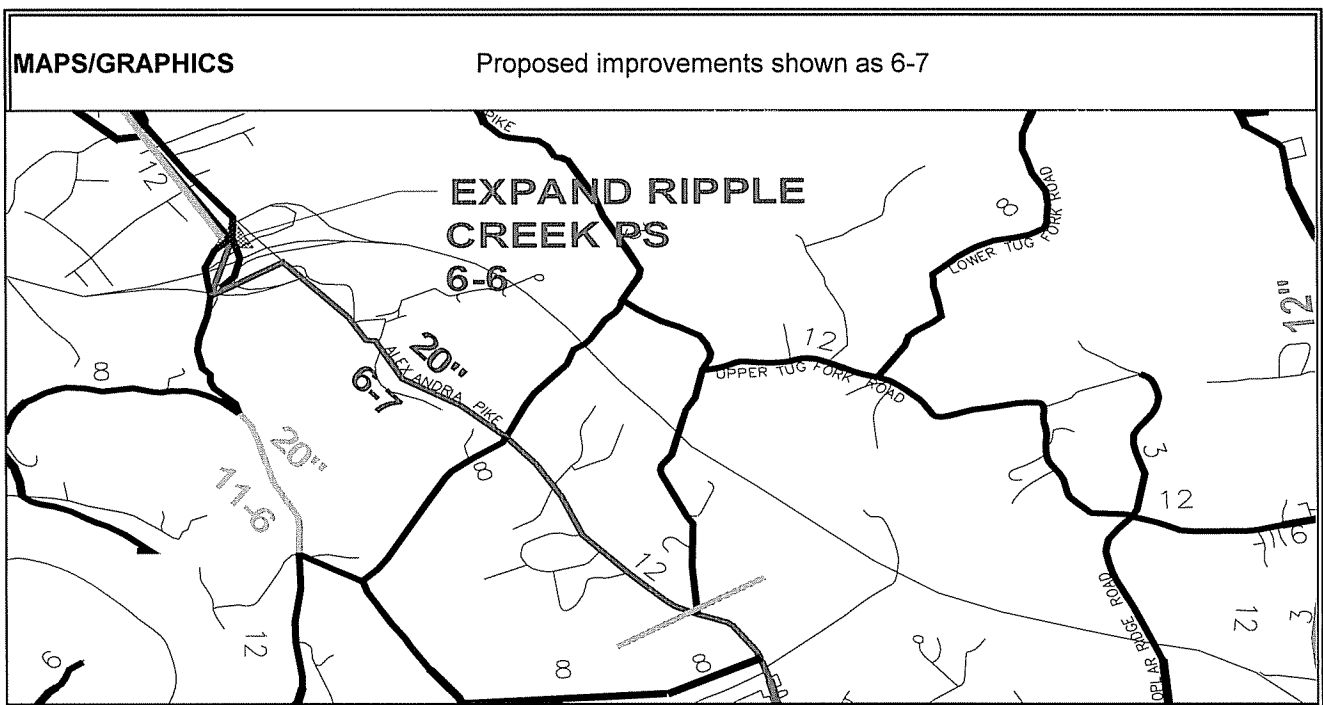 MAPS/GRAPHICS
Proposed improvements shown as 6-7
PIKE
12
EXPAND RIPPLE
CREEK PS
6-6
8
LOWER TUG FORK ROAD
12"
20"
6-7
ALEXANDRIA PIKE
12
UPPER TUG FORK ROAD
8
20"
11-6
8
3
12
6
12
OPLAR RIDGE ROAD
12
3
12
6
8
8